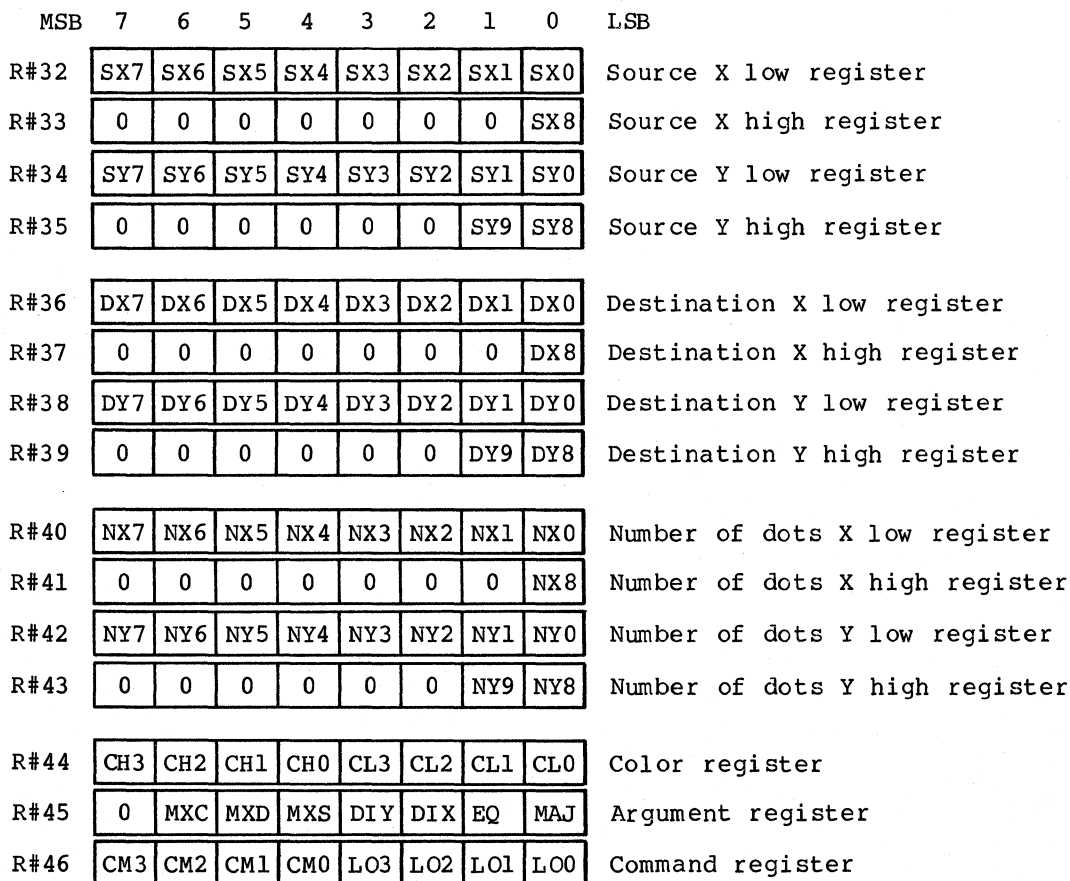 MSB 7 6 5 4 3 2 1 0 LSB
R#32 SX7 SX6 SX5 SX4 SX3 SX2 SX1 SX0 Source X low register
R#33 0 0 0 0 0 0 0 SX8 Source X high register
R#34 SY7 SY6 SY5 SY4 SY3 SY2 SY1 SY0 Source Y low register
R#35 0 0 0 0 0 0 SY9 SY8 Source Y high register
R#36 DX7 DX6 DX5 DX4 DX3 DX2 DX1 DX0 Destination X low register
R#37 0 0 0 0 0 0 0 DX8 Destination X high register
R#38 DY7 DY6 DY5 DY4 DY3 DY2 DY1 DY0 Destination Y low register
R#39 0 0 0 0 0 0 DY9 DY8 Destination Y high register
R#40 NX7 NX6 NX5 NX4 NX3 NX2 NX1 NX0 Number of dots X low register
R#41 0 0 0 0 0 0 0 NX8 Number of dots X high register
R#42 NY7 NY6 NY5 NY4 NY3 NY2 NY1 NY0 Number of dots Y low register
R#43 0 0 0 0 0 0 NY9 NY8 Number of dots Y high register
R#44 CH3 CH2 CH1 CH0 CL3 CL2 CL1 CL0 Color register
R#45 0 MXC MXD MXS DIY DIX EQ MAJ Argument register
R#46 CM3 CM2 CM1 CM0 LO3 LO2 LO1 LO0 Command register